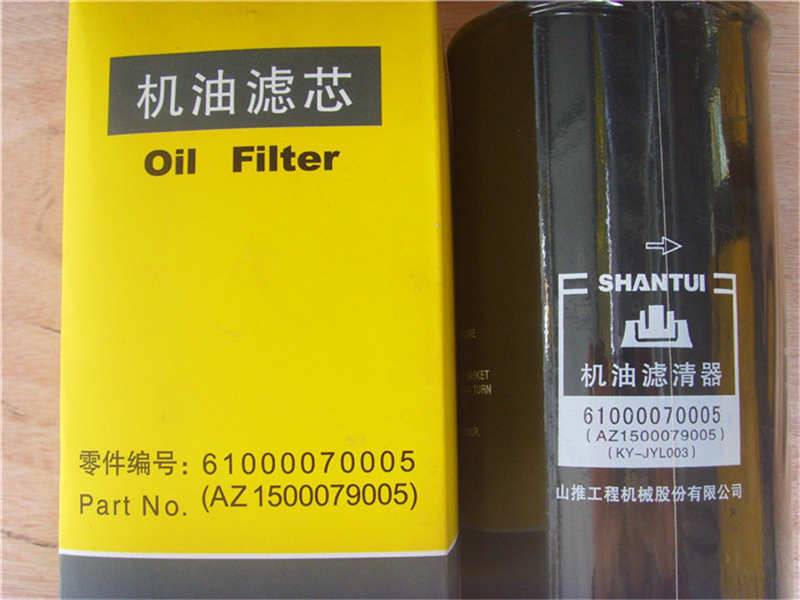 机油滤芯
Oil Filter
零件编号: 61000070005
Part No. (AZ1500079005)
SHANTUI
机油滤清器
61000070005
(AZ1500079005)
(KY-JYL003)
山推工程机械股份有限公司
TURN